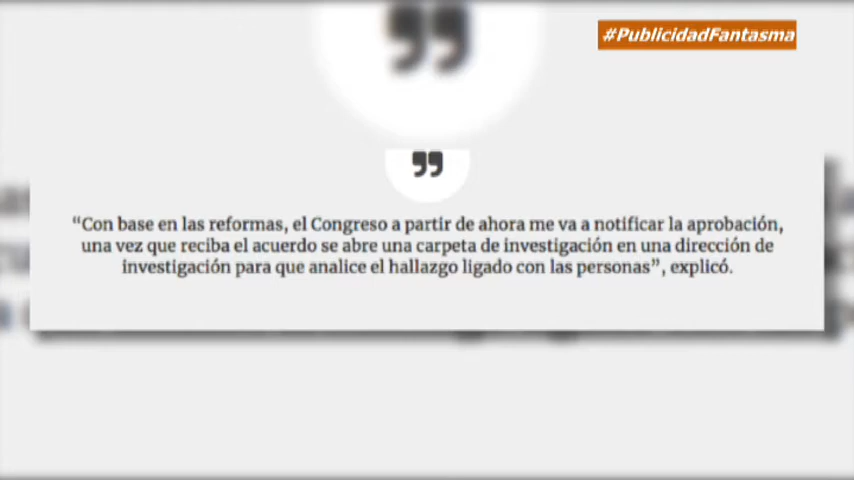 #PublicidadFantasma
“Con base en las reformas, el Congreso a partir de ahora me va a notificar la aprobación,
una vez que reciba el acuerdo se abre una carpeta de investigación en una dirección de
investigación para que analice el hallazgo ligado con las personas”, explicó.